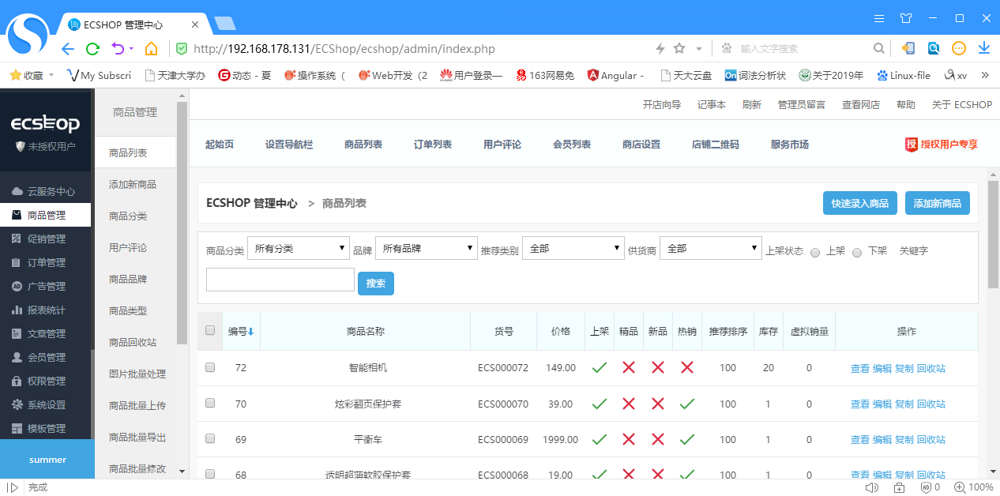 ECSHOP 管理中心
http://192.168.178.131/ECShop/ecshop/admin/index.php
输入文字搜索
收藏 My Subscri 天津大学办 动态 - 夏 操作系统（ Web开发（2 用户登录— 163网易免 Angular - 天大云盘 词法分析状 关于2019年 Linux-file xv »
开店向导 记事本 刷新 管理员留言 查看网店 帮助 关于 ECSHOP
ecshop
未授权用户
云服务中心
商品管理
促销管理
订单管理
广告管理
报表统计
文章管理
会员管理
权限管理
系统设置
模板管理
summer
商品管理
商品列表
添加新商品
商品分类
用户评论
商品品牌
商品类型
商品回收站
图片批量处理
商品批量上传
商品批量导出
商品批量修改
起始页 设置导航栏 商品列表 订单列表 用户评论 会员列表 商店设置 店铺二维码 服务市场 授 授权用户专享
ECSHOP 管理中心 > 商品列表 快速录入商品 添加新商品
商品分类 所有分类 品牌 所有品牌 推荐类别 全部 供货商 全部 上架状态 上架 下架 关键字
搜索
编号 商品名称 货号 价格 上架 精品 新品 热销 推荐排序 库存 虚拟销量 操作
72 智能相机 ECS000072 149.00 100 20 0 查看 编辑 复制 回收站
70 炫彩翻页保护套 ECS000070 39.00 100 1 0 查看 编辑 复制 回收站
69 平衡车 ECS000069 1999.00 100 1 0 查看 编辑 复制 回收站
68 透明超薄软胶保护套 ECS000068 19.00 100 1 0 查看 编辑 复制 回收站
完成 0 100%